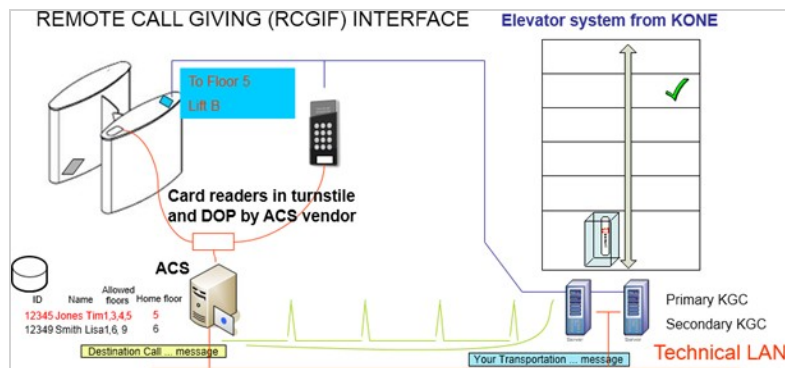 REMOTE CALL GIVING (RCGIF) INTERFACE
Elevator system from KONE
To Floor 5
Lift B
Card readers in turnstile
and DOP by ACS vendor
ACS
ID Name Allowed floors Home floor
12345 Jones Tim 1,3,4,5 5
12349 Smith Lisa 1,6, 9 6
Destination Call ... message
Server
Server
Primary KGC
Secondary KGC
Your Transportation ... message
Technical LAN